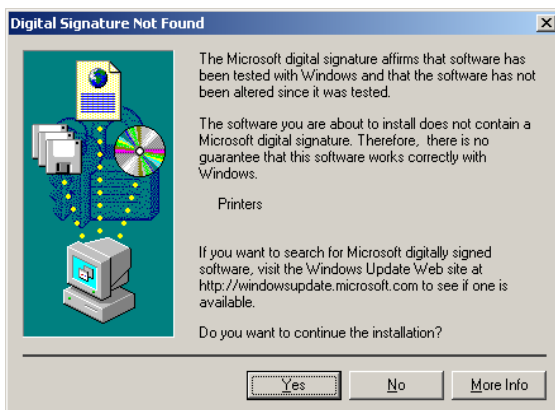 Digital Signature Not Found
The Microsoft digital signature affirms that software has
been tested with Windows and that the software has not
been altered since it was tested.
The software you are about to install does not contain a
Microsoft digital signature. Therefore, there is no
guarantee that this software works correctly with
Windows.
Printers
If you want to search for Microsoft digitally signed
software, visit the Windows Update Web site at
http://windowsupdate.microsoft.com to see if one is
available.
Do you want to continue the installation?
Yes No More Info